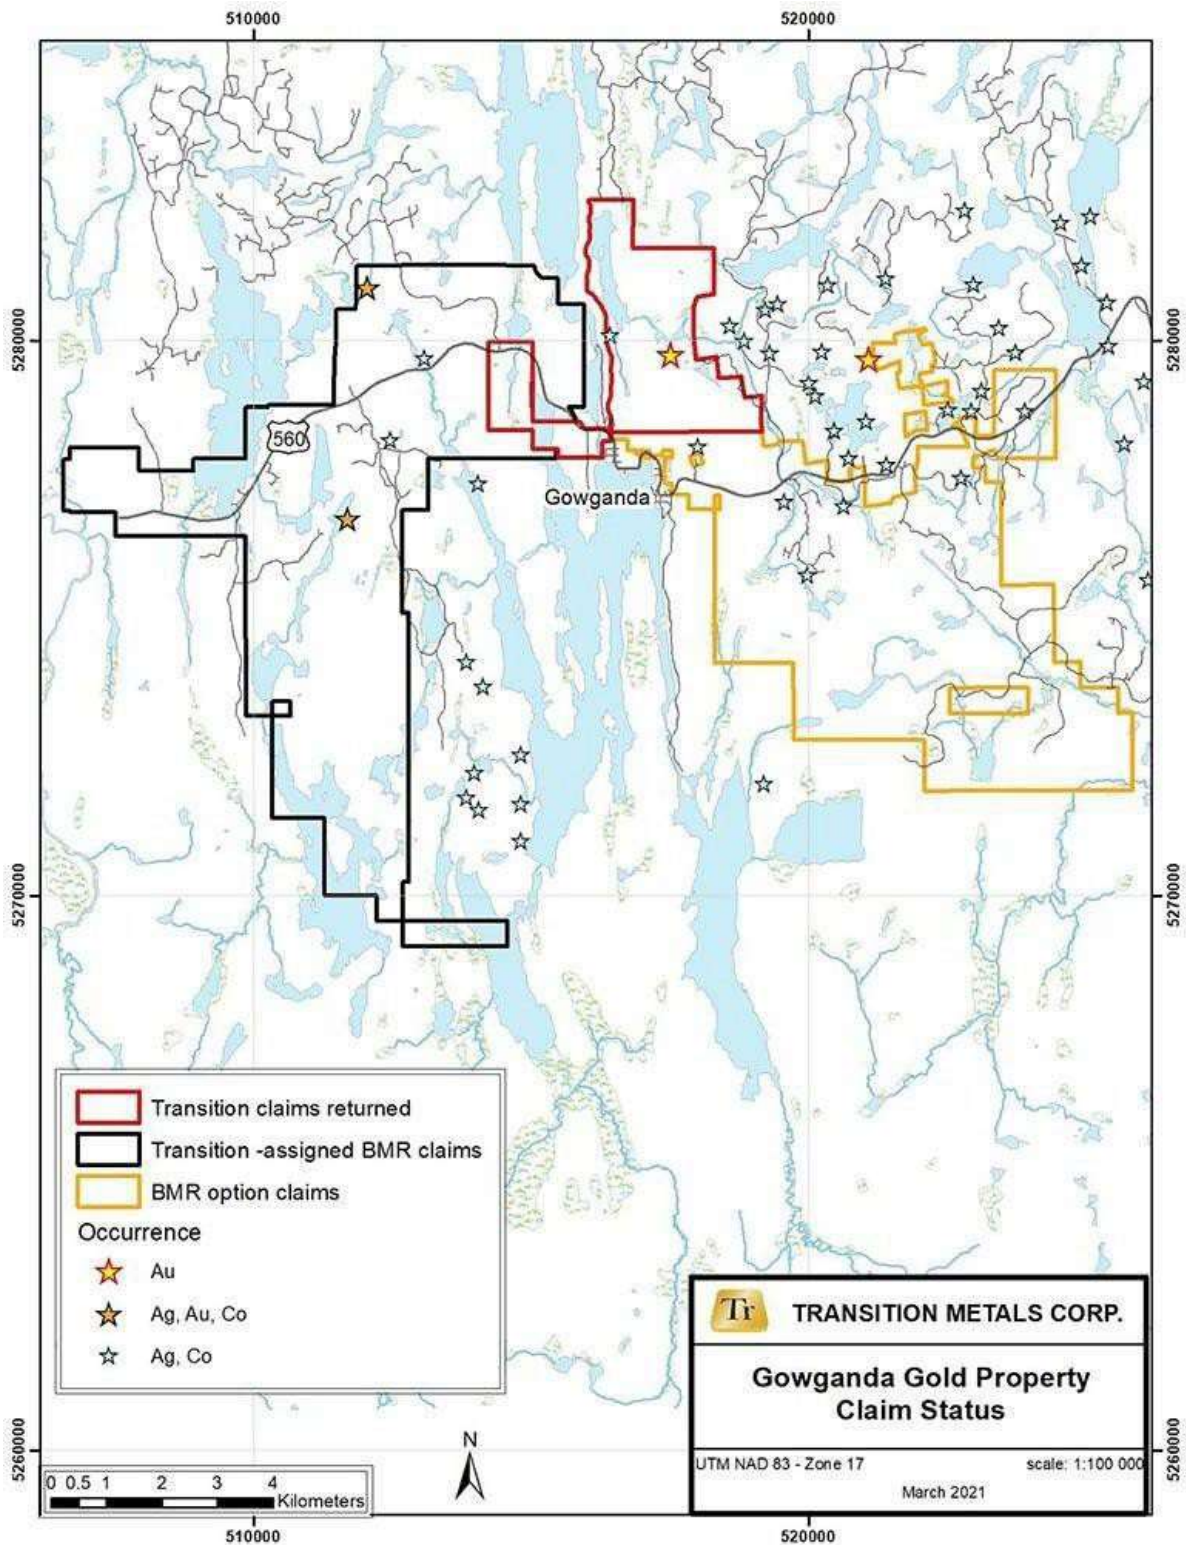 510000
520000
5280000
5280000
560
Gowganda
5270000
5270000
Transition claims returned
Transition -assigned BMR claims
BMR option claims
Occurrence
Au
Ag, Au, Co
Ag, Co
Tr
TRANSITION METALS CORP.
Gowganda Gold Property
Claim Status
UTM NAD 83 - Zone 17
scale: 1:100 000
March 2021
5260000
5260000
N
0 0.5 1 2 3 4
Kilometers
510000
520000